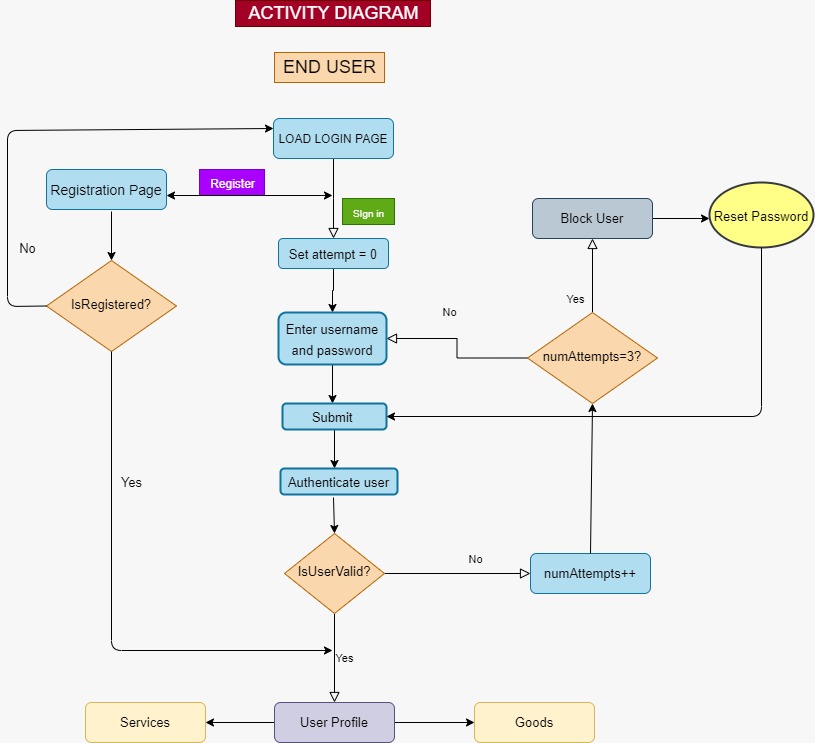 ACTIVITY DIAGRAM
END USER
LOAD LOGIN PAGE
Registration Page
Register
SIgn in
Block User
Reset Password
No
Set attempt = 0
IsRegistered?
Yes
No
Enter username
and password
numAttempts=3?
Submit
Yes
Authenticate user
No
IsUserValid?
numAttempts++
Yes
Services
User Profile
Goods